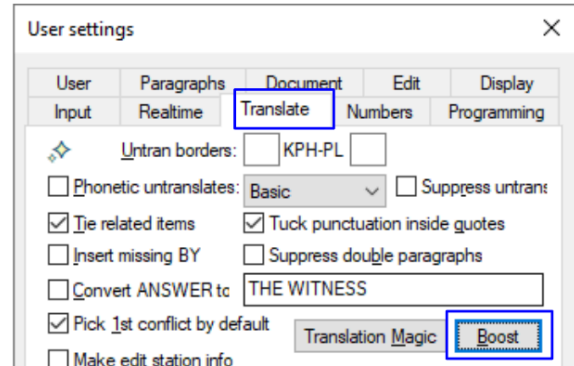 User settings
User Paragraphs Document Edit Display
Input Realtime Translate Numbers Programming
Untran borders: KPH-PL
Phonetic untranslates: Basic Suppress untrans
Tie related items Tuck punctuation inside quotes
Insert missing BY Suppress double paragraphs
Convert ANSWER to THE WITNESS
Pick 1st conflict by default Translation Magic Boost
Make edit station info